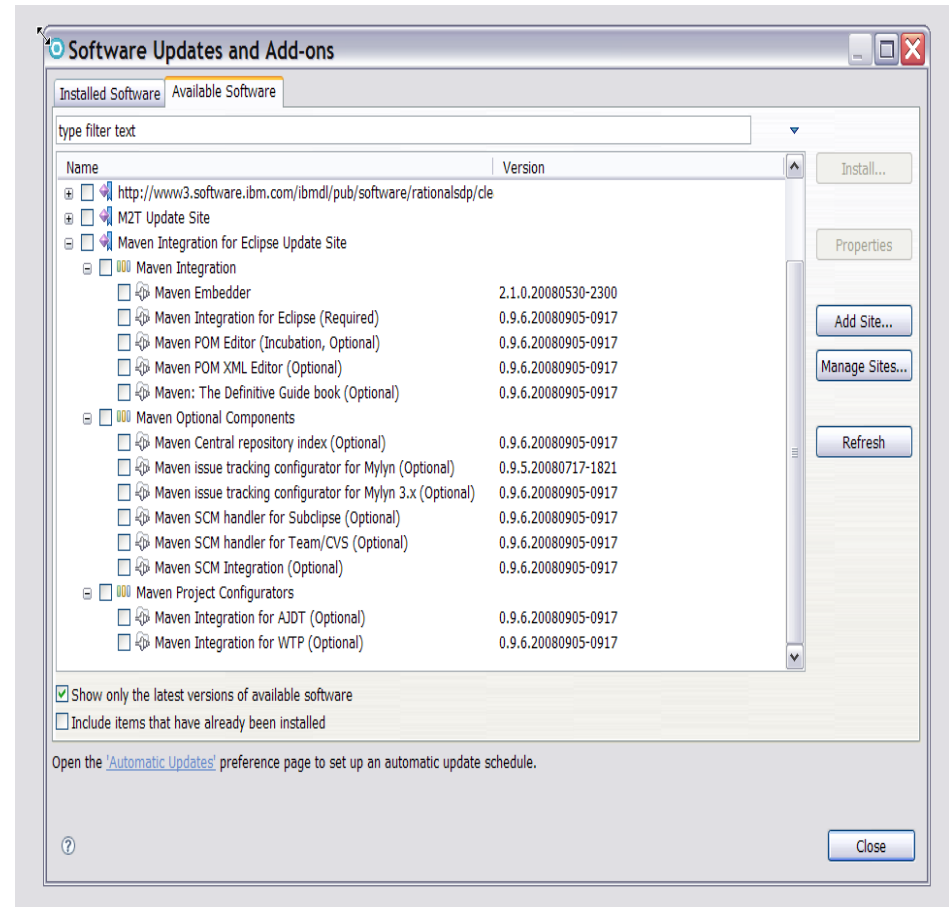 Software Updates and Add-ons
Installed Software Available Software
type filter text
Name Version
Install...
http://www3.software.ibm.com/ibmdl/pub/software/rationalsdp/cle
M2T Update Site
Maven Integration for Eclipse Update Site
Properties
Maven Integration
Maven Embedder 2.1.0.20080530-2300
Maven Integration for Eclipse (Required) 0.9.6.20080905-0917
Add Site...
Maven POM Editor (Incubation, Optional) 0.9.6.20080905-0917
Maven POM XML Editor (Optional) 0.9.6.20080905-0917
Manage Sites...
Maven: The Definitive Guide book (Optional) 0.9.6.20080905-0917
Maven Optional Components
Maven Central repository index (Optional) 0.9.6.20080905-0917
Refresh
Maven issue tracking configurator for Mylyn (Optional) 0.9.5.20080717-1821
Maven issue tracking configurator for Mylyn 3.x (Optional) 0.9.6.20080905-0917
Maven SCM handler for Subclipse (Optional) 0.9.6.20080905-0917
Maven SCM handler for Team/CVS (Optional) 0.9.6.20080905-0917
Maven SCM Integration (Optional) 0.9.6.20080905-0917
Maven Project Configurators
Maven Integration for AJDT (Optional) 0.9.6.20080905-0917
Maven Integration for WTP (Optional) 0.9.6.20080905-0917
Show only the latest versions of available software
Include items that have already been installed
Open the 'Automatic Updates' preference page to set up an automatic update schedule.
?
Close